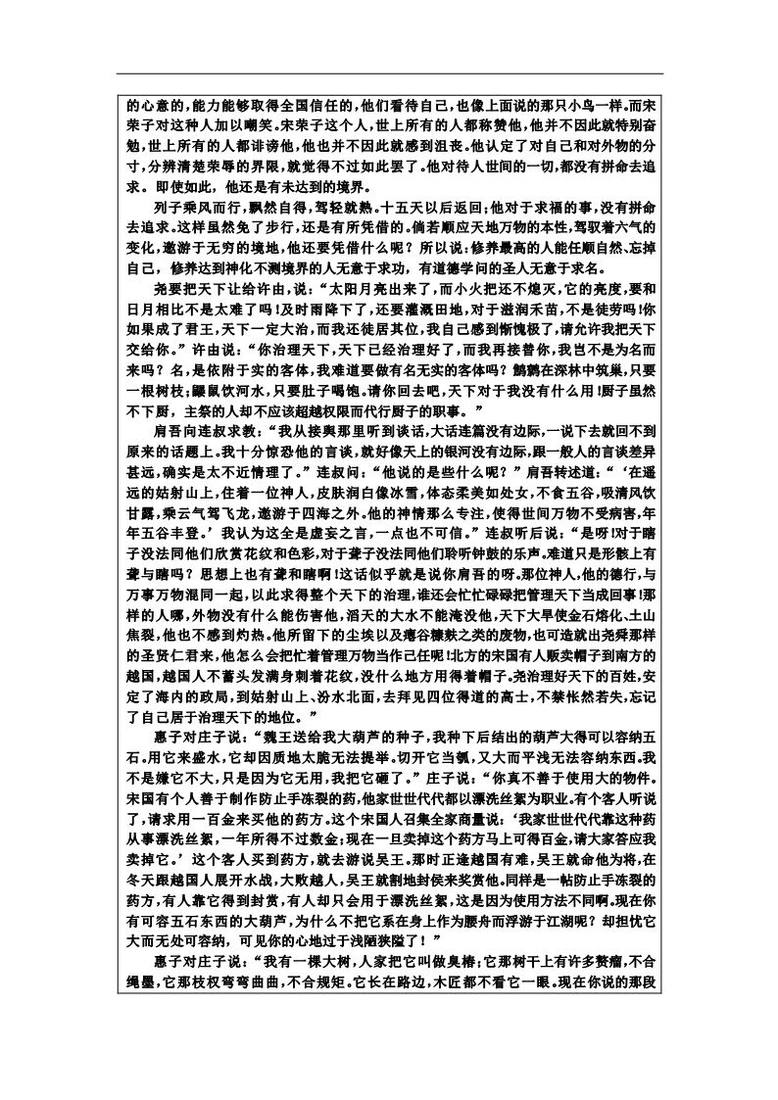 的心意的,能力能够取得全国信任的,他们看待自己,也像上面说的那只小鸟一样。而宋
荣子对这种人加以嘲笑。宋荣子这个人,世上所有的人都称赞他,他并不因此就特别奋
勉,世上所有的人都诽谤他,他也并不因此就感到沮丧。他认定了对自己和对外物的分
寸,分辨清楚荣辱的界限,就觉得不过如此罢了。他对待人世间的一切,都没有拼命去追
求。即使如此,他还是有未达到的境界。
列子乘风而行,飘然自得,驾轻就熟。十五天以后返回;他对于求福的事,没有拼命
去追求。这样虽然免了步行,还是有所凭借的。倘若顺应天地万物的本性,驾驭着六气的
变化,遨游于无穷的境地,他还要凭借什么呢?所以说:修养最高的人能任顺自然、忘掉
自己,修养达到神化不测境界的人无意于求功,有道德学问的圣人无意于求名。
尧要把天下让给许由,说:“太阳月亮出来了,而小火把还不熄灭,它的亮度,要和
日月相比不是太难了吗!及时雨降下了,还要灌溉田地,对于滋润禾苗,不是徒劳吗!你
如果成了君王,天下一定大治,而我还徒居其位,我自己感到惭愧极了,请允许我把天下
交给你。”许由说:“你治理天下,天下已经治理好了,而我再接替你,我岂不是为名而
来吗?名,是依附于实的客体,我难道要做有名无实的客体吗?鹪鹩在深林中筑巢,只要
一根树枝;鼹鼠饮河水,只要肚子喝饱。请你回去吧,天下对于我没有什么用!厨子虽然
不下厨,主祭的人却不应该超越权限而代行厨子的职事。”
肩吾向连叔求教:“我从接舆那里听到谈话,大话连篇没有边际,一说下去就回不到
原来的话题上。我十分惊恐他的言谈,就好像天上的银河没有边际,跟一般人的言谈差异
甚远,确实是太不近情理了。”连叔问:“他说的是些什么呢?”肩吾转述道:“‘在遥
远的姑射山上,住着一位神人,皮肤润白像冰雪,体态柔美如处女,不食五谷,吸清风饮
甘露,乘云气驾飞龙,遨游于四海之外。他的神情那么专注,使得世间万物不受病害,年
年五谷丰登。’我认为这全是虚妄之言,一点也不可信。”连叔听后说:“是呀!对于瞎
子没法同他们欣赏花纹和色彩,对于聋子没法同他们聆听钟鼓的乐声。难道只是形骸上有
聋与瞎吗?思想上也有聋和瞎啊!这话似乎就是说你肩吾的呀。那位神人,他的德行,与
万事万物混同一起,以此求得整个天下的治理,谁还会忙忙碌碌把管理天下当成回事!那
样的人哪,外物没有什么能伤害他,滔天的大水不能淹没他,天下大旱使金石熔化、土山
焦裂,他也不感到灼热。他所留下的尘埃以及瘪谷糠麸之类的废物,也可造就出尧舜那样
的圣贤仁君来,他怎么会把忙着管理万物当作己任呢!北方的宋国有人贩卖帽子到南方的
越国,越国人不蓄头发满身刺着花纹,没什么地方用得着帽子。尧治理好天下的百姓,安
定了海内的政局,到姑射山上、汾水北面,去拜见四位得道的高士,不禁怅然若失,忘记
了自己居于治理天下的地位。”
惠子对庄子说:“魏王送给我大葫芦的种子,我种下后结出的葫芦大得可以容纳五
石。用它来盛水,它却因质地太脆无法提举。切开它当瓠,又大而平浅无法容纳东西。我
不是嫌它不大,只是因为它无用,我把它砸了。”庄子说:“你真不善于使用大的物件。
宋国有个人善于制作防止手冻裂的药,他家世世代代都以漂洗丝絮为职业。有个客人听说
了,请求用一百金来买他的药方。这个宋国人召集全家商量说:‘我家世世代代靠这种药
从事漂洗丝絮,一年所得不过数金;现在一旦卖掉这个药方马上可得百金,请大家答应我
卖掉它。’这个客人买到药方,就去游说吴王。那时正逢越国有难,吴王就命他为将,在
冬天跟越国人展开水战,大败越人,吴王就割地封侯来奖赏他。同样是一帖防止手冻裂的
药方,有人靠它得到封赏,有人却只会用于漂洗丝絮,这是因为使用方法不同啊。现在你
有可容五石东西的大葫芦,为什么不把它系在身上作为腰舟而浮游于江湖呢?却担忧它
大而无处可容纳,可见你的心地过于浅陋狭隘了!”
惠子对庄子说:“我有一棵大树,人家把它叫做臭椿;它那树干上有许多赘瘤,不合
绳墨,它那枝杈弯弯曲曲,不合规矩。它长在路边,木匠都不看它一眼。现在你说的那段